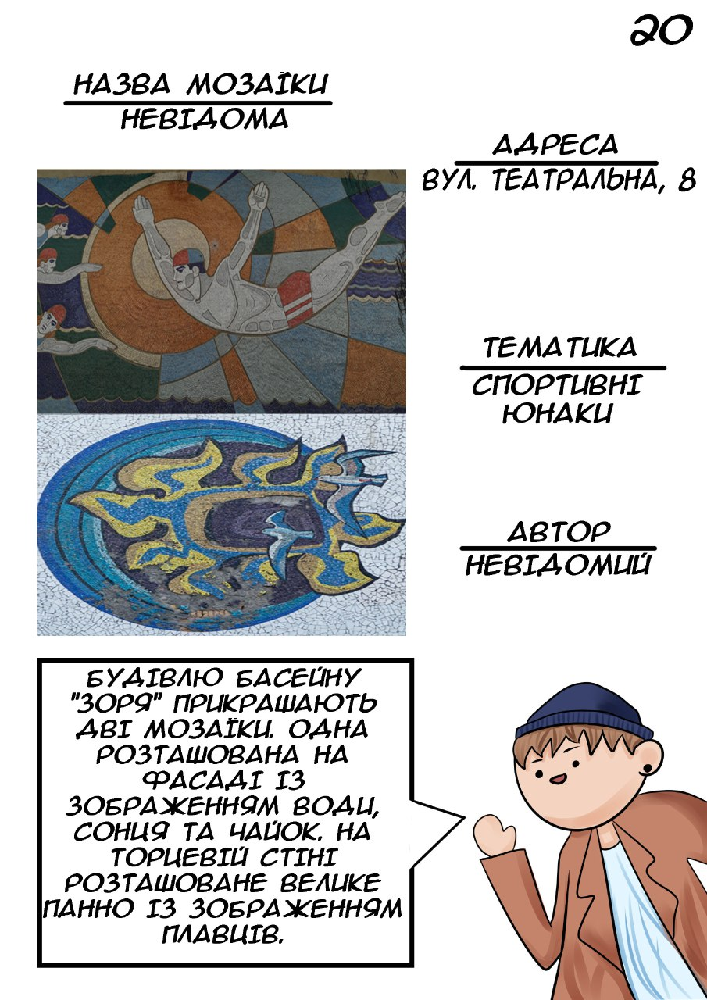 20
НАЗВА МОЗАЇКИ
НЕВІДОМА
АДРЕСА
ВУЛ. ТЕАТРАЛЬНА, 8
ТЕМАТИКА
СПОРТИВНІ
ЮНАКИ
АВТОР
НЕВІДОМИЙ
БУДІВЛЮ БАСЕЙНУ
"ЗОРЯ" ПРИКРАШАЮТЬ
ДВІ МОЗАЇКИ. ОДНА
РОЗТАШОВАНА НА
ФАСАДІ ІЗ
ЗОБРАЖЕННЯМ ВОДИ,
СОНЦЯ ТА ЧАЙОК. НА
ТОРЦЕВІЙ СТІНІ
РОЗТАШОВАНЕ ВЕЛИКЕ
ПАННО ІЗ ЗОБРАЖЕННЯМ
ПЛАВЦІВ.